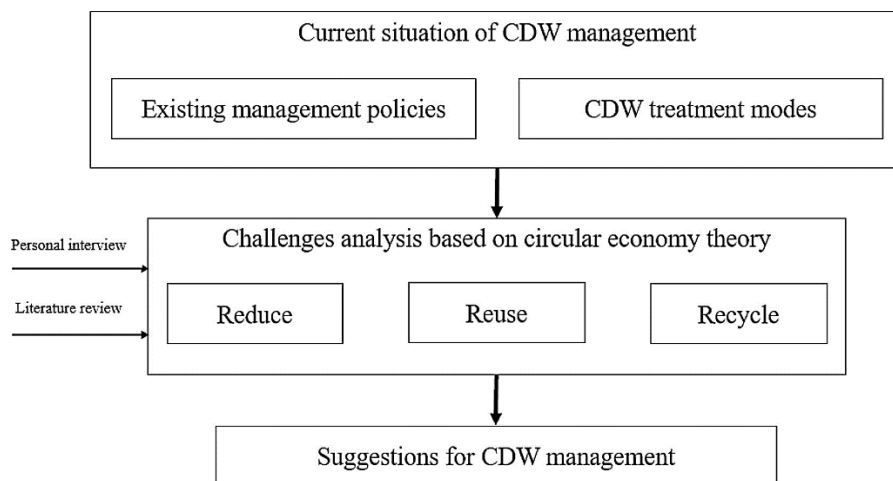 Current situation of CDW management
Existing management policies
CDW treatment modes
Personal interview
Challenges analysis based on circular economy theory
Literature review
Reduce
Reuse
Recycle
Suggestions for CDW management